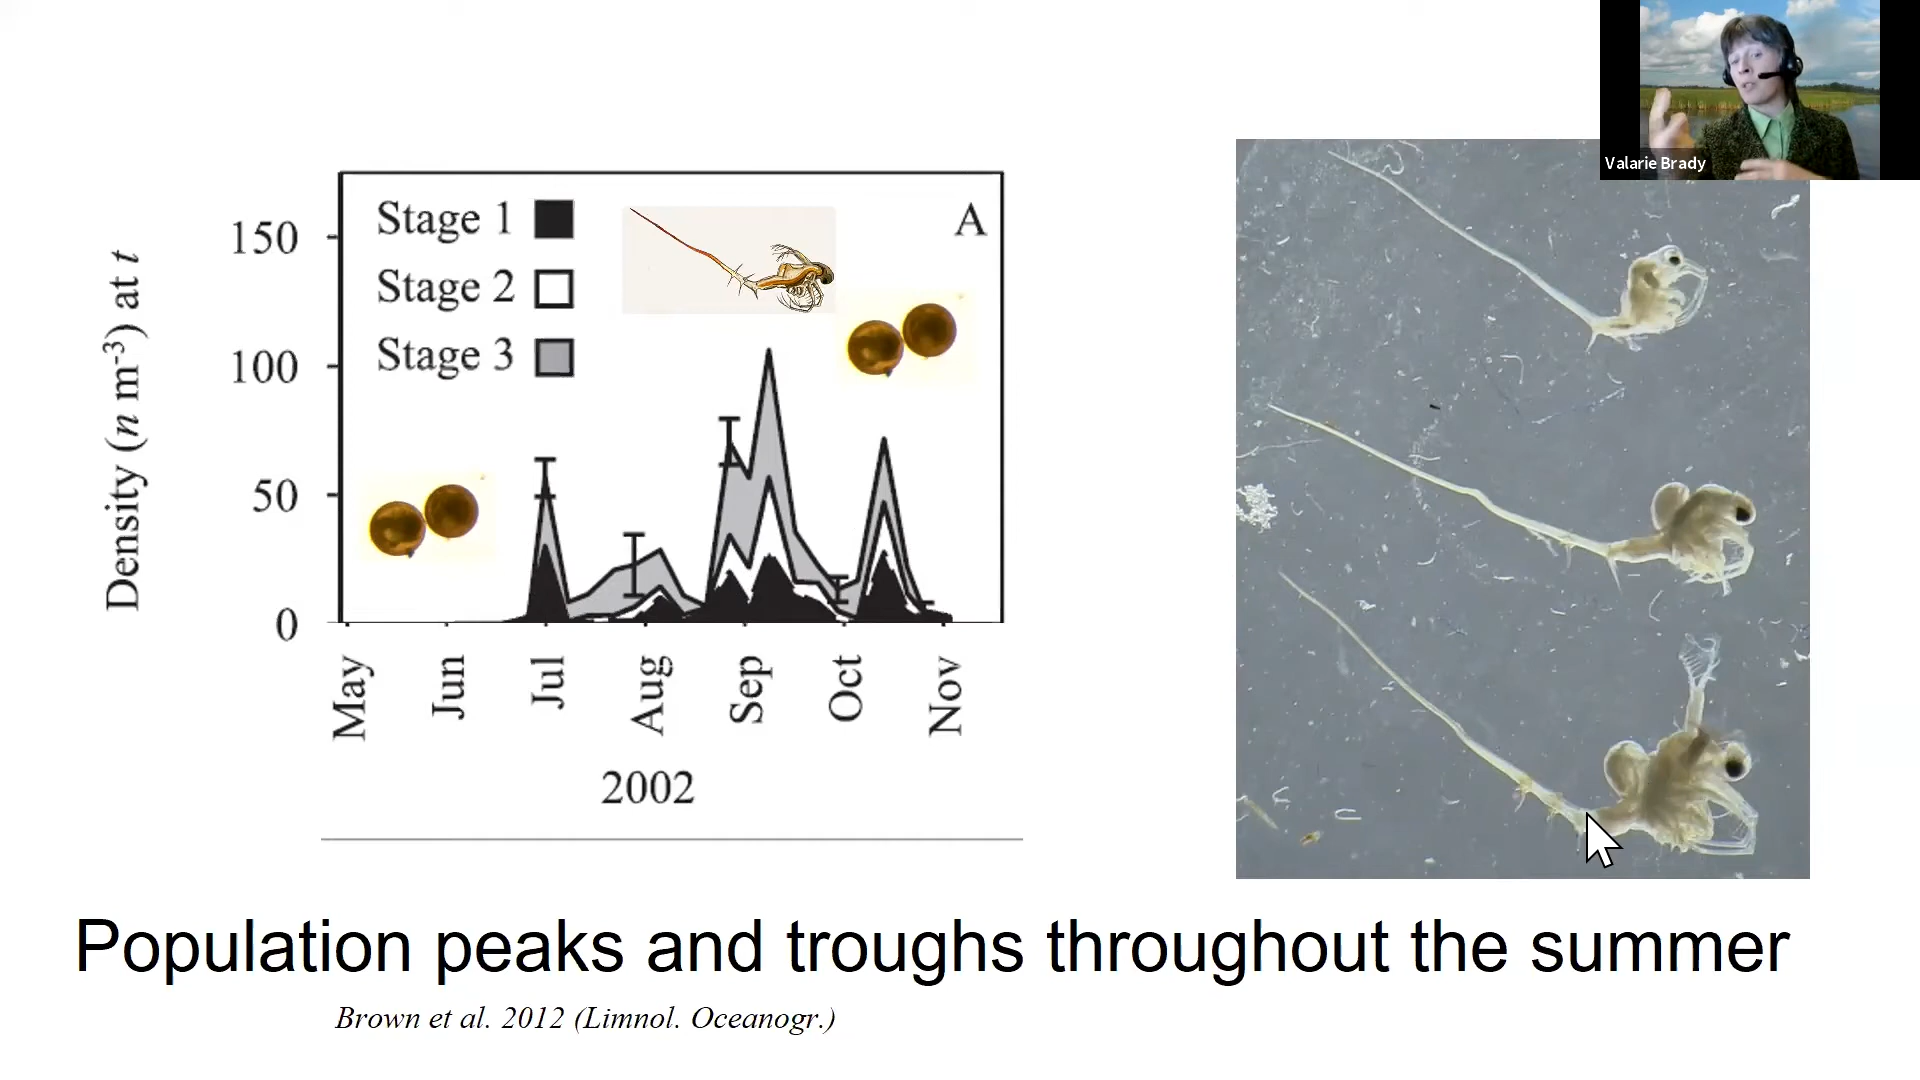 Valarie Brady
Density (n m-3) at t
150
100
50
0
Stage 1
Stage 2
Stage 3
A
May
Jun
Jul
Aug
Sep
Oct
Nov
2002
Population peaks and troughs throughout the summer
Brown et al. 2012 (Limnol. Oceanogr.)